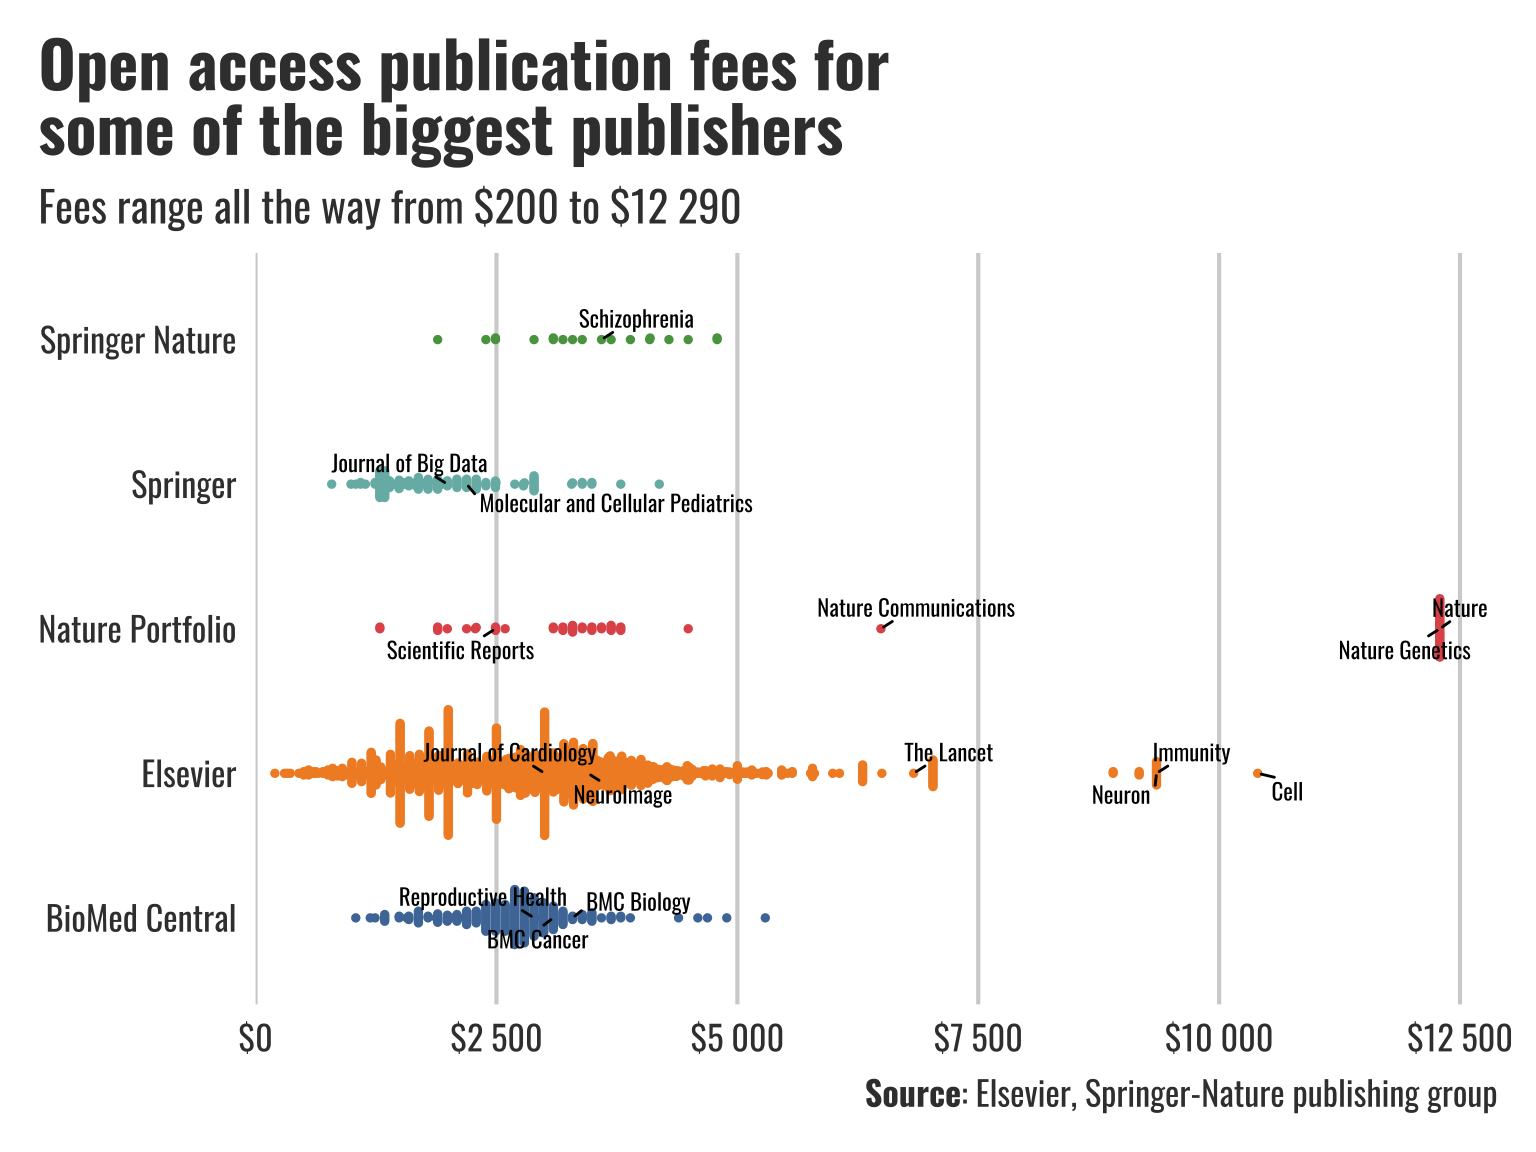 Open access publication fees for
some of the biggest publishers
Fees range all the way from $200 to $12 290
Schizophrenia
Springer Nature
Journal of Big Data
Springer
Molecular and Cellular Pediatrics
Nature Communications
Nature
Nature Portfolio
Scientific Reports
Nature Genetics
Journal of Cardiology
The Lancet
Immunity
Elsevier
NeuroImage
Neuron
Cell
Reproductive Health
BMC Biology
BioMed Central
BMC Cancer
$0 $2 500 $5 000 $7 500 $10 000 $12 500
Source: Elsevier, Springer-Nature publishing group